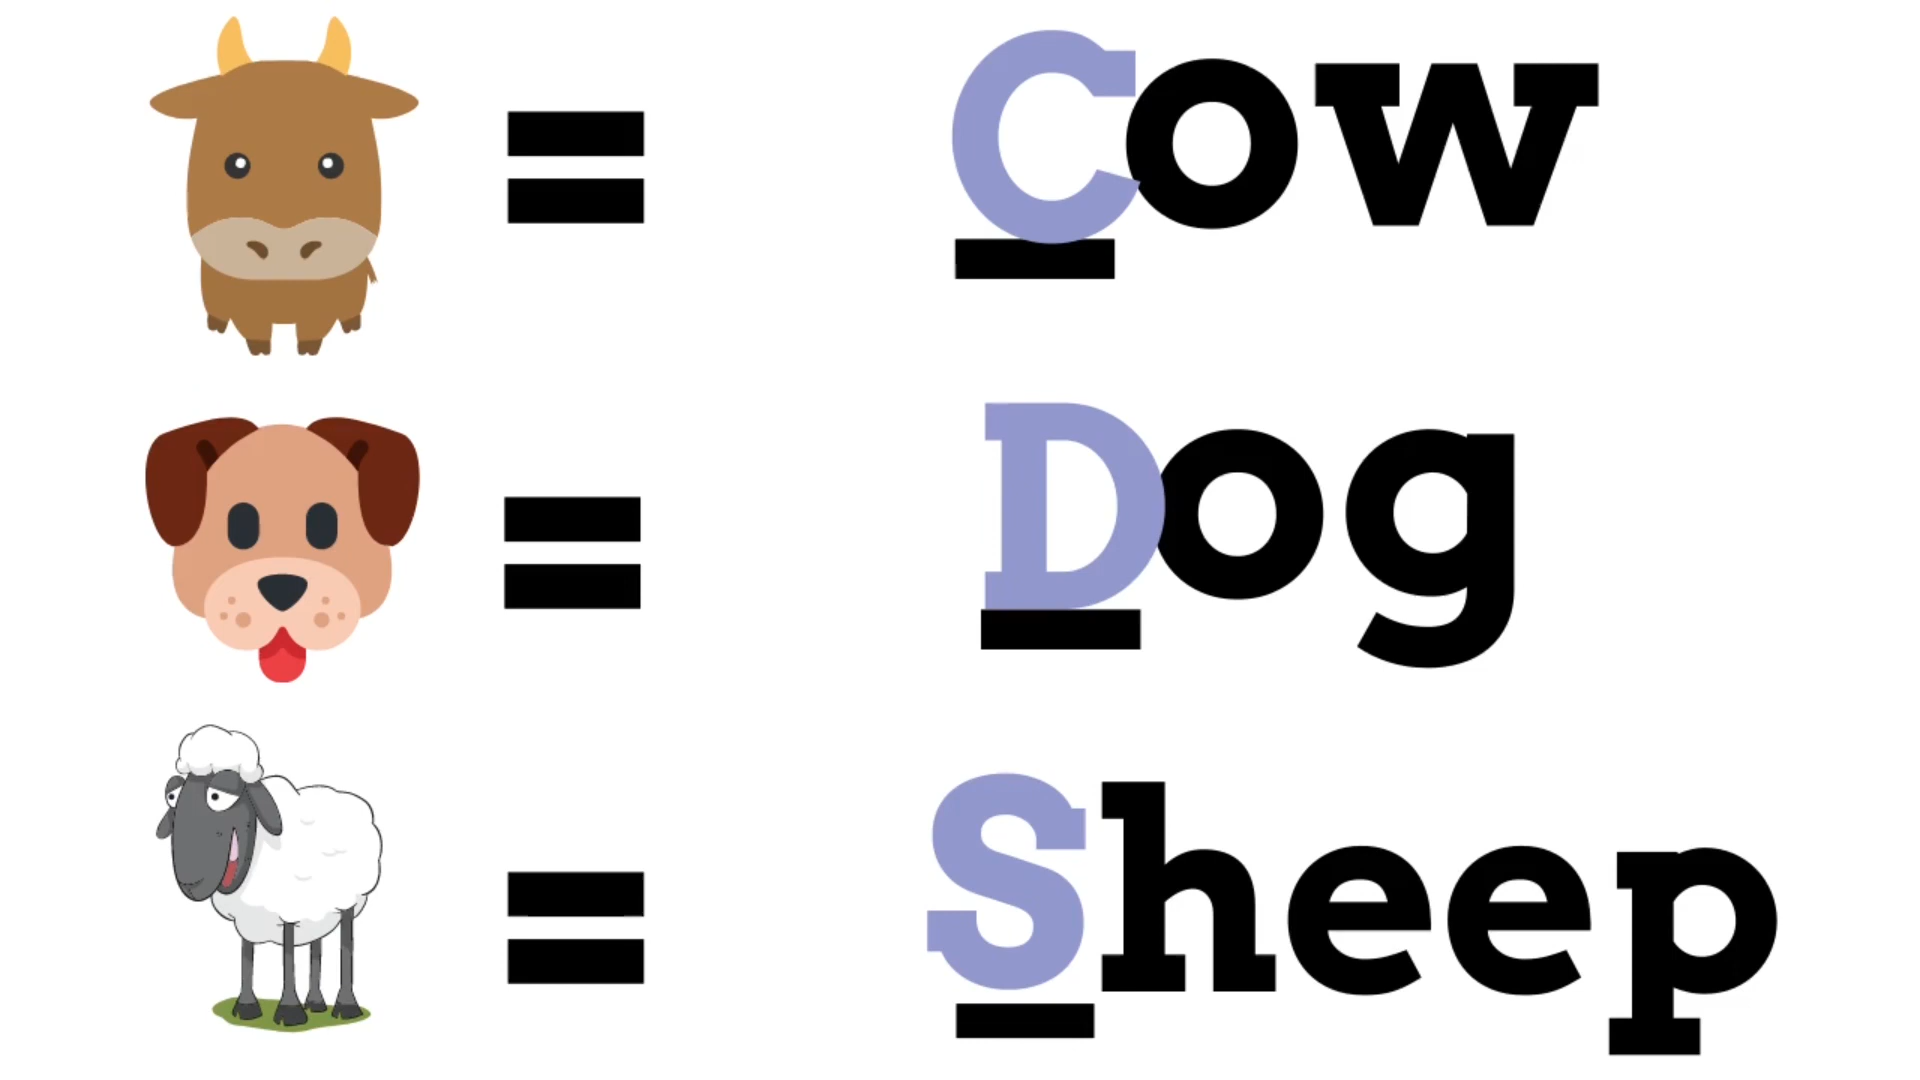 = Cow
= Dog
= Sheep